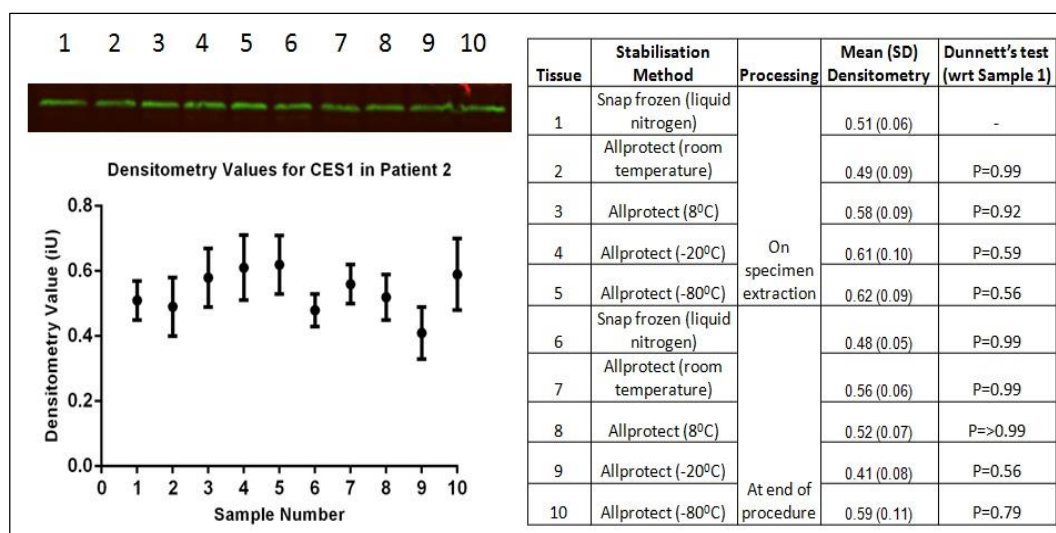 1 2 3 4 5 6 7 8 9 10
Densitometry Values for CES1 in Patient 2
Densitometry Value (iU)
0.8
0.6
0.4
0.2
0.0
0 1 2 3 4 5 6 7 8 9 10
Sample Number
Tissue Stabilisation Method Processing Mean (SD) Densitometry Dunnett's test (wrt Sample 1)
1 Snap frozen (liquid nitrogen) 0.51 (0.06) -
2 Allprotect (room temperature) 0.49 (0.09) P=0.99
3 Allprotect (8⁰C) 0.58 (0.09) P=0.92
4 Allprotect (-20⁰C) 0.61 (0.10) P=0.59
5 Allprotect (-80⁰C) 0.62 (0.09) P=0.56
On specimen extraction
6 Snap frozen (liquid nitrogen) 0.48 (0.05) P=0.99
7 Allprotect (room temperature) 0.56 (0.06) P=0.99
8 Allprotect (8⁰C) 0.52 (0.07) P=>0.99
9 Allprotect (-20⁰C) 0.41 (0.08) P=0.56
10 Allprotect (-80⁰C) 0.59 (0.11) P=0.79
At end of procedure